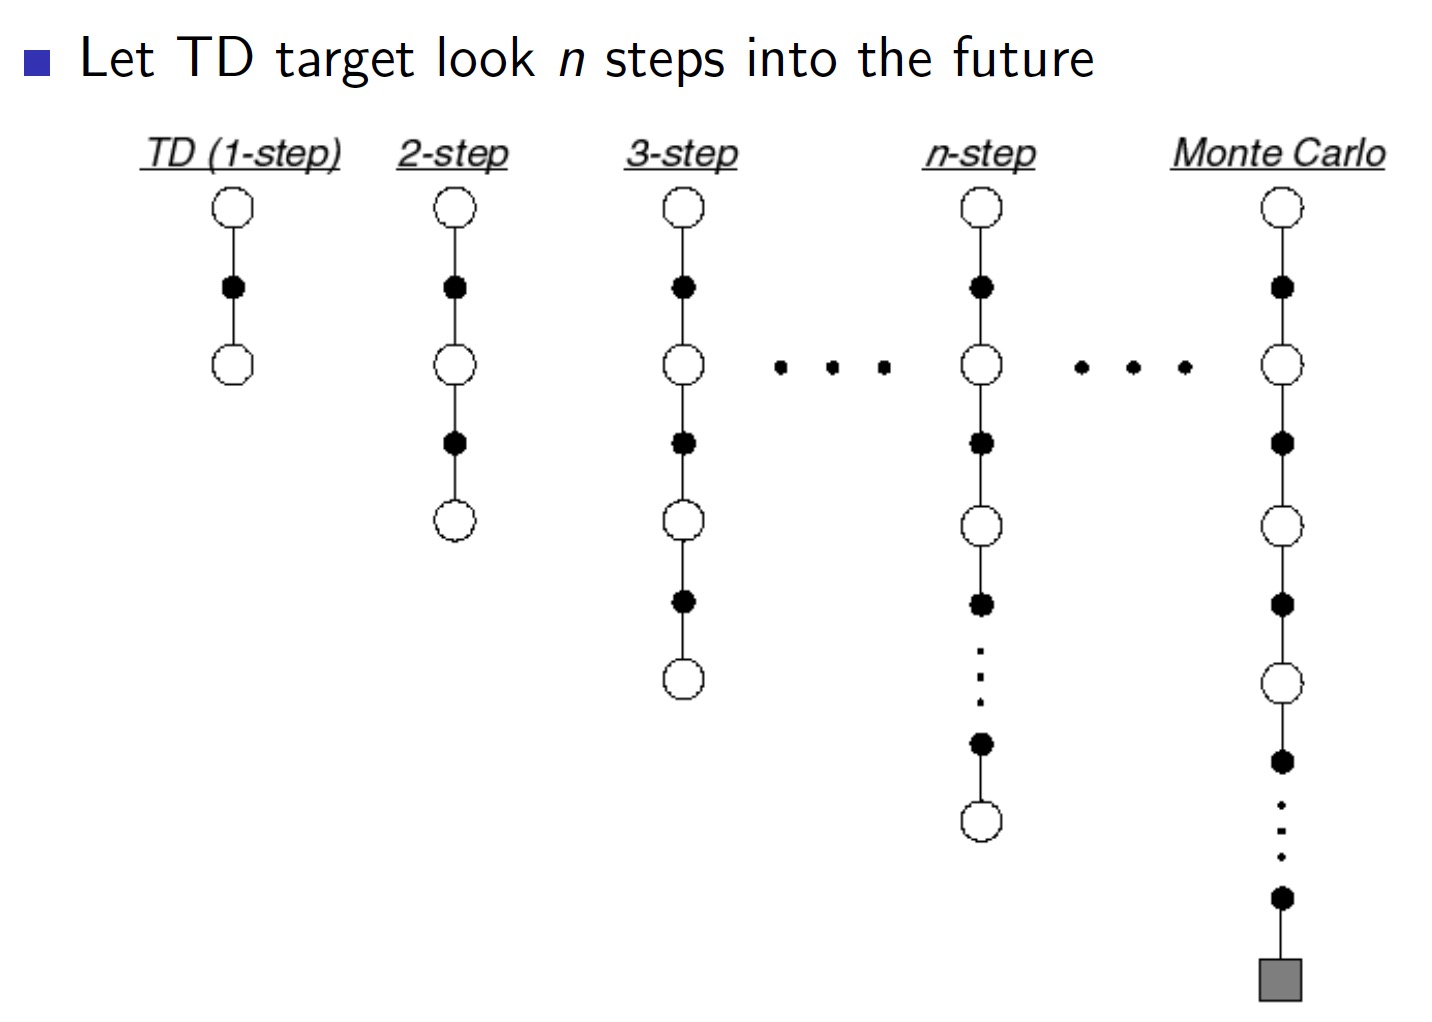 Let TD target look n steps into the future
TD (1-step) 2-step 3-step n-step Monte Carlo